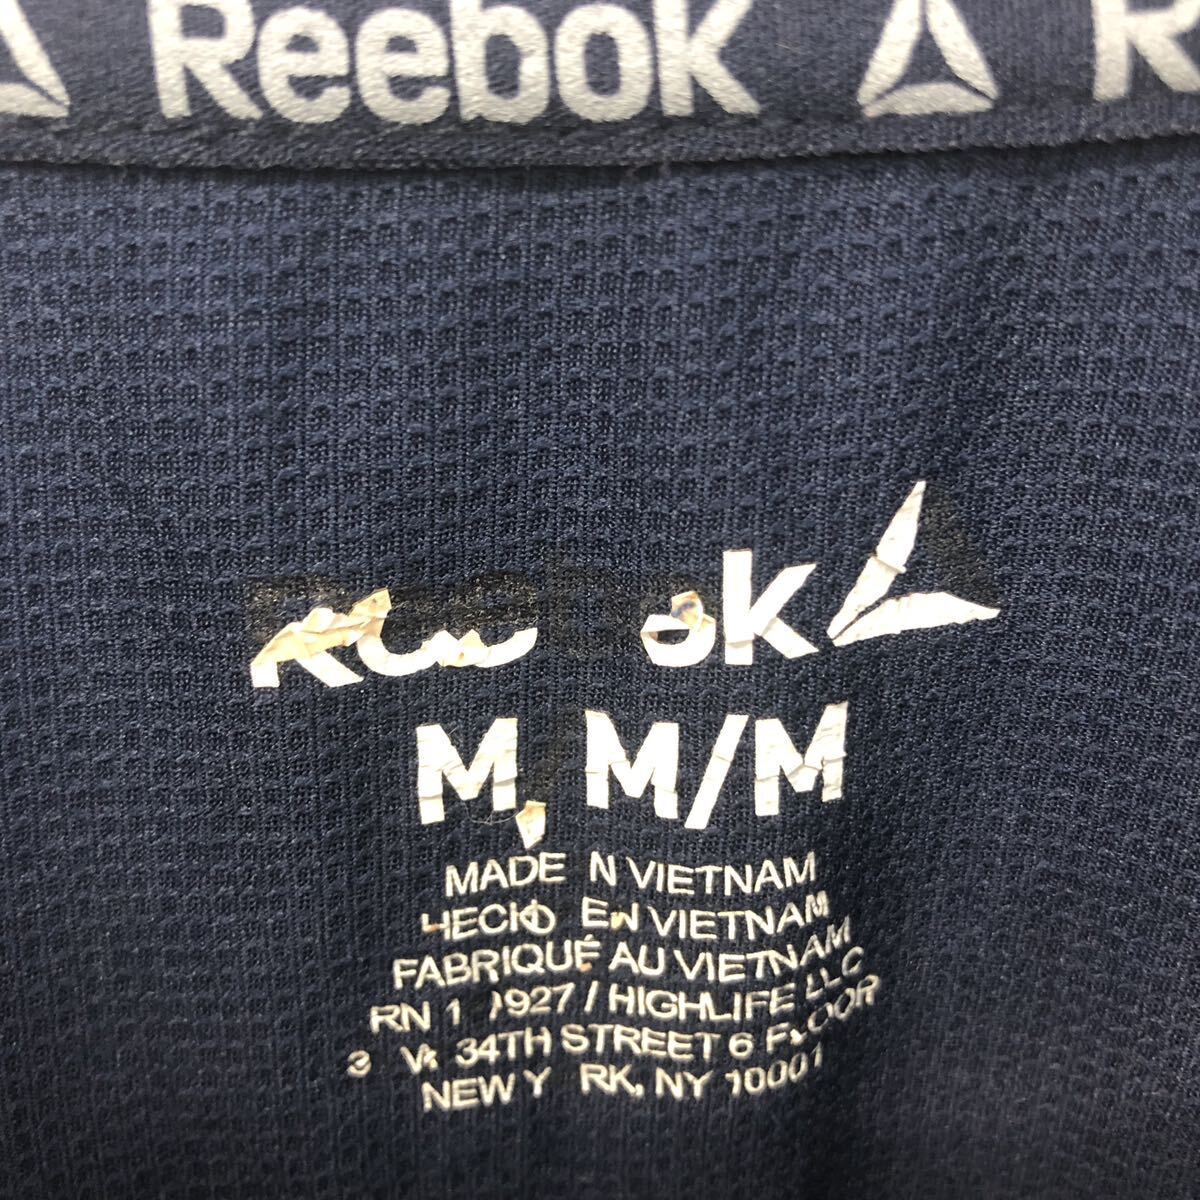 Reebok R
Reebok
M, M/M
MADE N VIETNAM
HECHO EN VIETNAM
FABRIQUÉ AU VIETNAM
RN 1 927 / HIGHLIFE LLC
34TH STREET 6 FLOOR
NEW Y RK, NY 10001